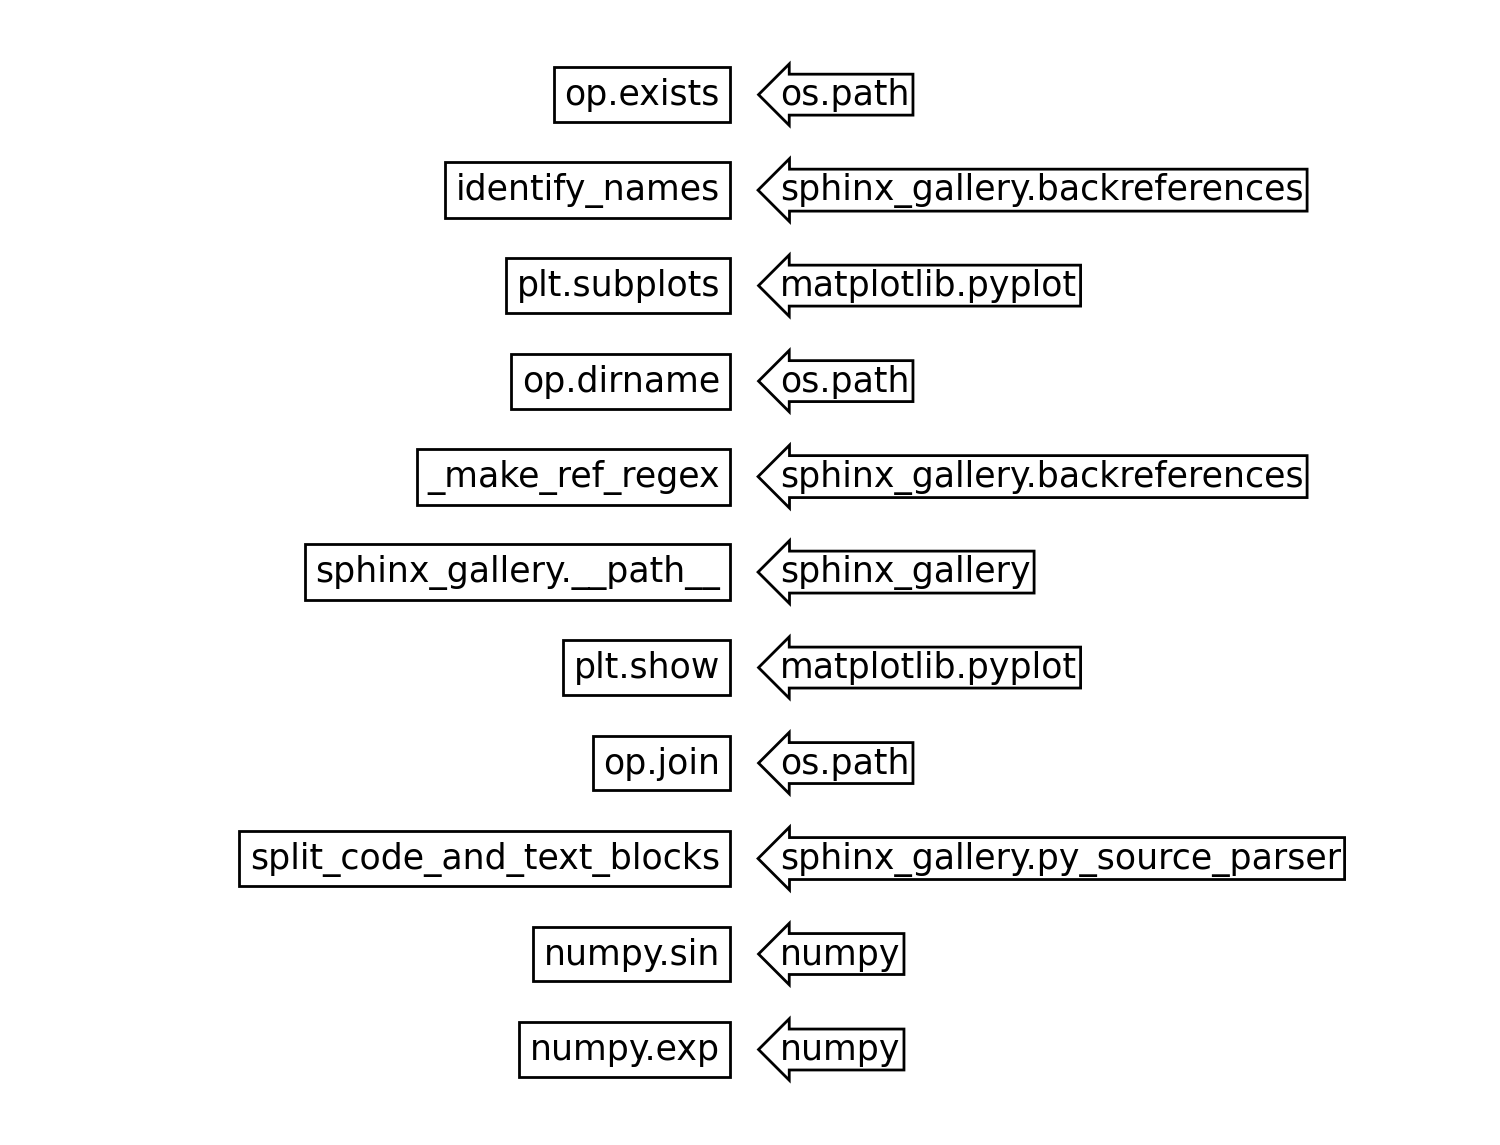 op.exists os.path
identify_names sphinx_gallery.backreferences
plt.subplots matplotlib.pyplot
op.dirname os.path
_make_ref_regex sphinx_gallery.backreferences
sphinx_gallery.__path__ sphinx_gallery
plt.show matplotlib.pyplot
op.join os.path
split_code_and_text_blocks sphinx_gallery.py_source_parser
numpy.sin numpy
numpy.exp numpy